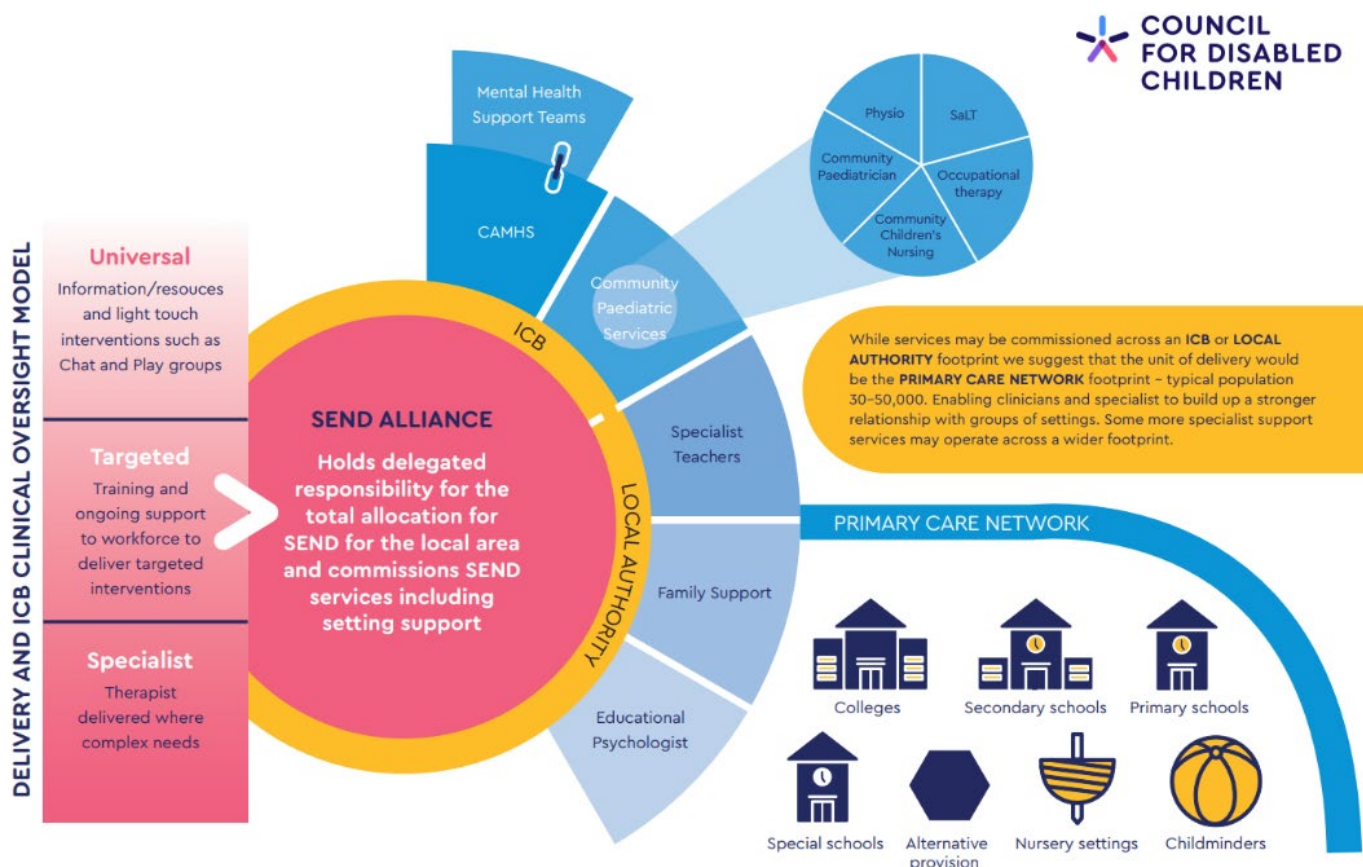 COUNCIL
FOR DISABLED
CHILDREN
DELIVERY AND ICB CLINICAL OVERSIGHT MODEL
Universal
Information/resouces
and light touch
interventions such as
Chat and Play groups
Targeted
Training and
ongoing support
to workforce to
deliver targeted
interventions
Specialist
Therapist
delivered where
complex needs
SEND ALLIANCE
Holds delegated
responsibility for the
total allocation for
SEND for the local area
and commissions SEND
services including
setting support
ICB
LOCAL AUTHORITY
Mental Health
Support Teams
CAMHS
Community
Paediatric
Services
Specialist
Teachers
Family Support
Educational
Psychologist
Physio
SaLT
Community
Paediatrician
Occupational
therapy
Community
Children's
Nursing
While services may be commissioned across an ICB or LOCAL
AUTHORITY footprint we suggest that the unit of delivery would
be the PRIMARY CARE NETWORK footprint – typical population
30–50,000. Enabling clinicians and specialist to build up a stronger
relationship with groups of settings. Some more specialist support
services may operate across a wider footprint.
PRIMARY CARE NETWORK
Colleges
Secondary schools
Primary schools
Special schools
Alternative
provision
Nursery settings
Childminders